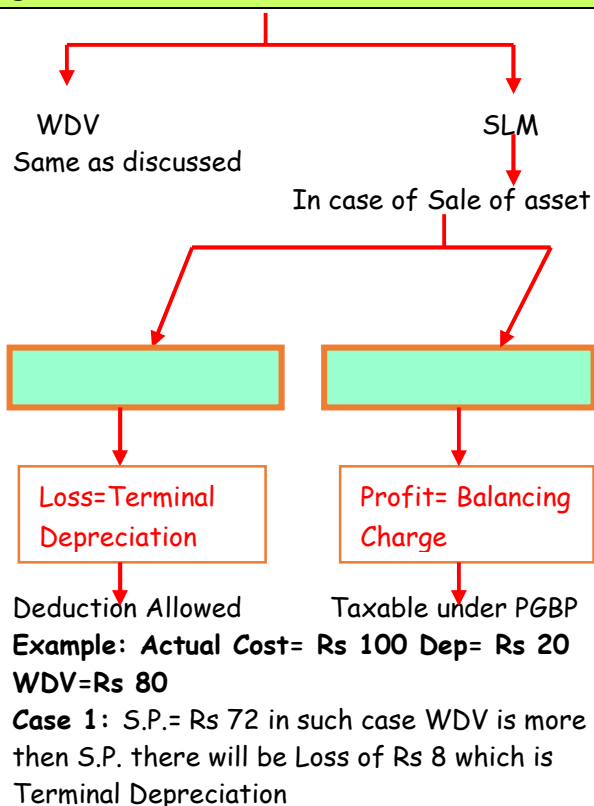 WDV
SLM
Same as discussed
In case of Sale of asset
Loss=Terminal
Depreciation
Profit= Balancing
Charge
Deduction Allowed
Taxable under PGBP
Example: Actual Cost= Rs 100 Dep= Rs 20
WDV=Rs 80
Case 1: S.P.= Rs 72 in such case WDV is more
then S.P. there will be Loss of Rs 8 which is
Terminal Depreciation